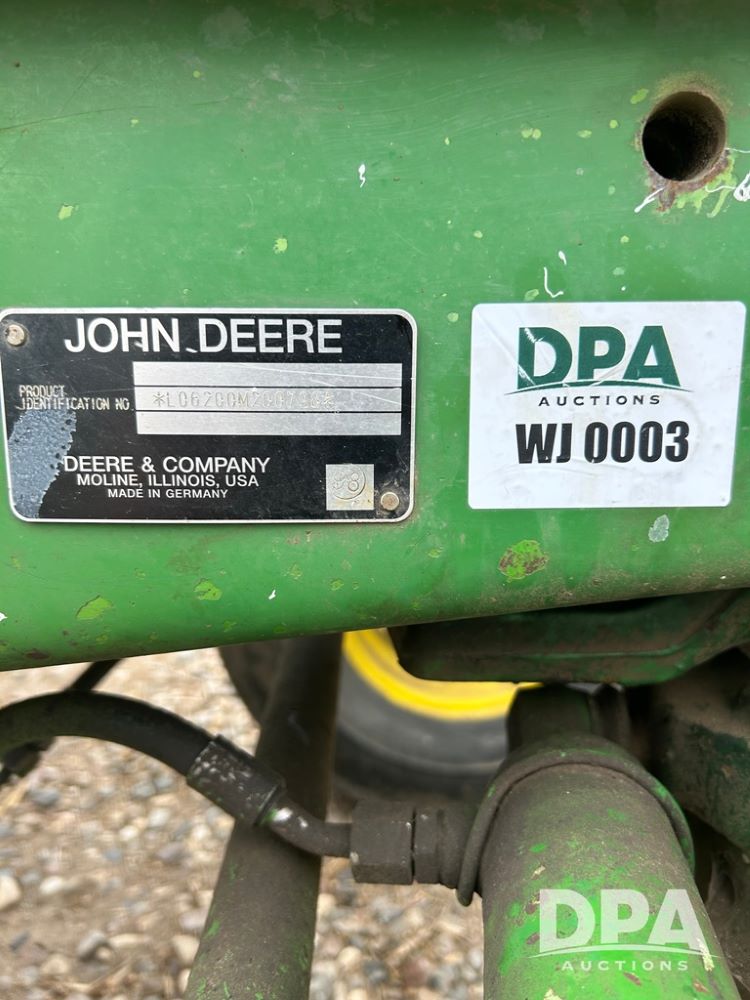 JOHN DEERE
PRODUCT
IDENTIFICATION NO.
DEERE & COMPANY
MOLINE, ILLINOIS, USA
MADE IN GERMANY
DPA
AUCTIONS
WJ 0003
DPA
AUCTIONS